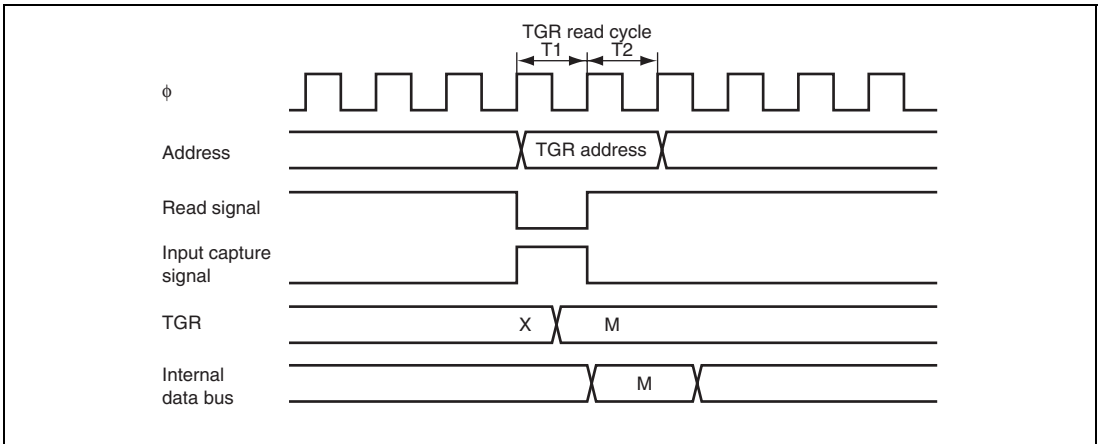 TGR read cycle
T1 T2
ϕ
Address
TGR address
Read signal
Input capture
signal
TGR
X M
Internal
data bus
M